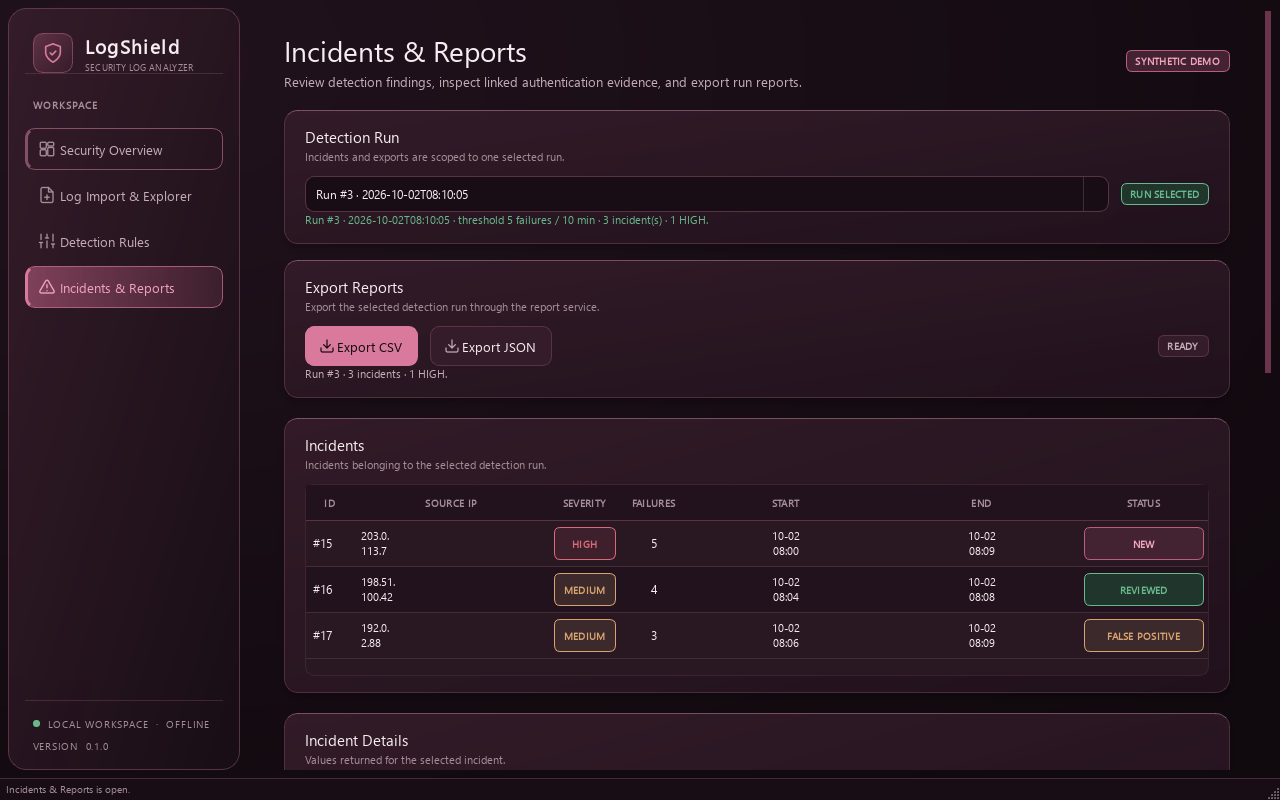 LogShield
SECURITY LOG ANALYZER
WORKSPACE
Security Overview
Log Import & Explorer
Detection Rules
Incidents & Reports
LOCAL WORKSPACE · OFFLINE
VERSION 0.1.0
Incidents & Reports
Review detection findings, inspect linked authentication evidence, and export run reports.
SYNTHETIC DEMO
Detection Run
Incidents and exports are scoped to one selected run.
Run #3 · 2026-10-02T08:10:05
RUN SELECTED
Run #3 · 2026-10-02T08:10:05 · threshold 5 failures / 10 min · 3 incident(s) · 1 HIGH.
Export Reports
Export the selected detection run through the report service.
Export CSV
Export JSON
READY
Run #3 · 3 incidents · 1 HIGH.
Incidents
Incidents belonging to the selected detection run.
ID SOURCE IP SEVERITY FAILURES START END STATUS
#15 203.0. 113.7 HIGH 5 10-02 08:00 10-02 08:09 NEW
#16 198.51. 100.42 MEDIUM 4 10-02 08:04 10-02 08:08 REVIEWED
#17 192.0. 2.88 MEDIUM 3 10-02 08:06 10-02 08:09 FALSE POSITIVE
Incident Details
Values returned for the selected incident.
Incidents & Reports is open.